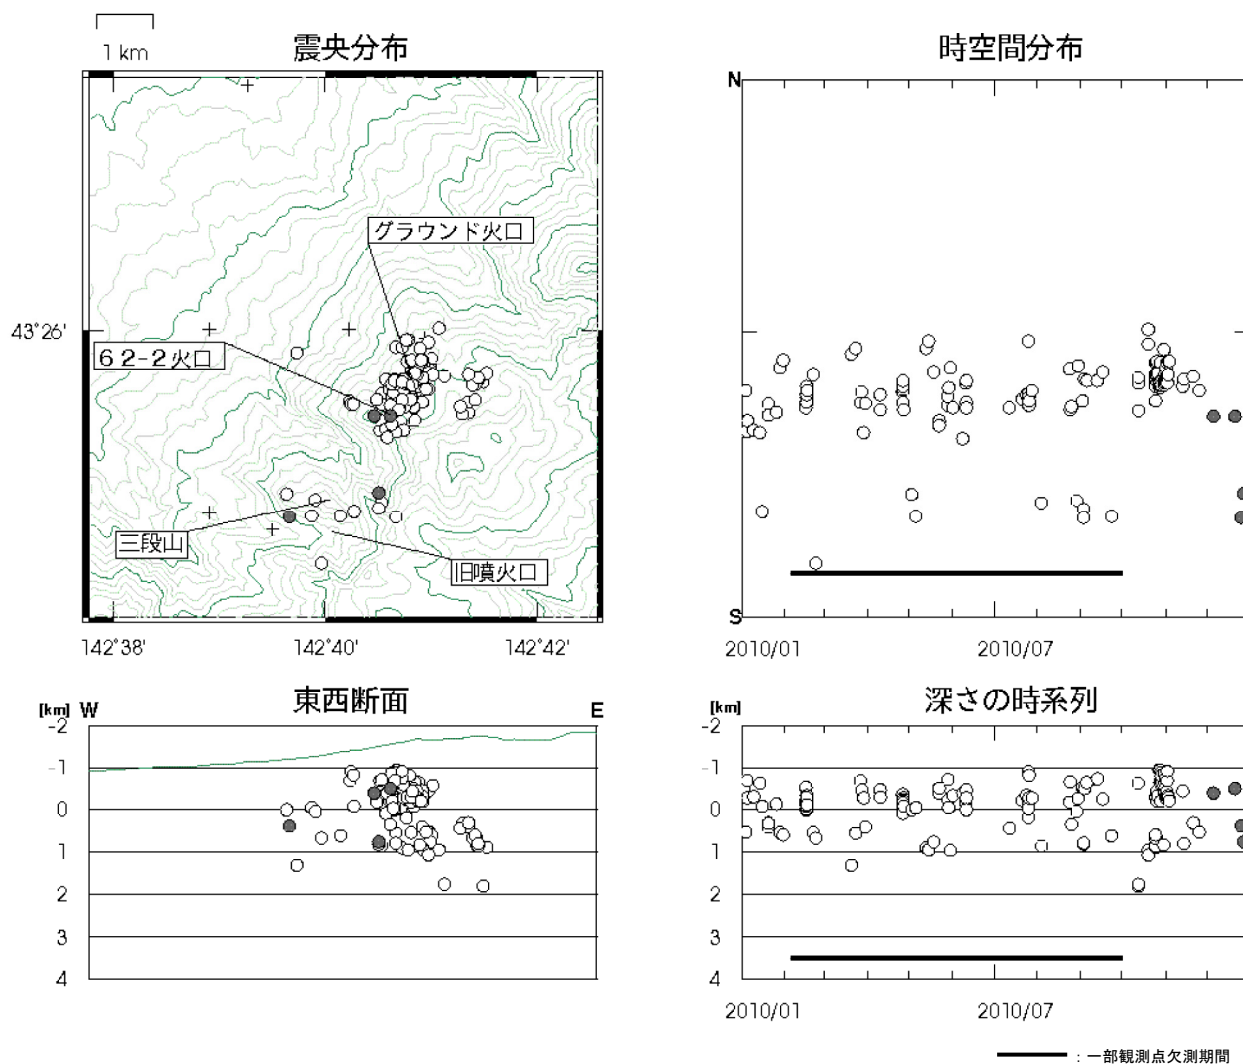 1 km
震央分布
グラウンド火口
43°26'
６２-２火口
三段山
旧噴火口
142°38'
142°40'
142°42'
時空間分布
N
S
2010/01
2010/07
東西断面
[km]
W
E
-2
-1
0
1
2
3
4
深さの時系列
[km]
-2
-1
0
1
2
3
4
2010/01
2010/07
：一部観測点欠測期間